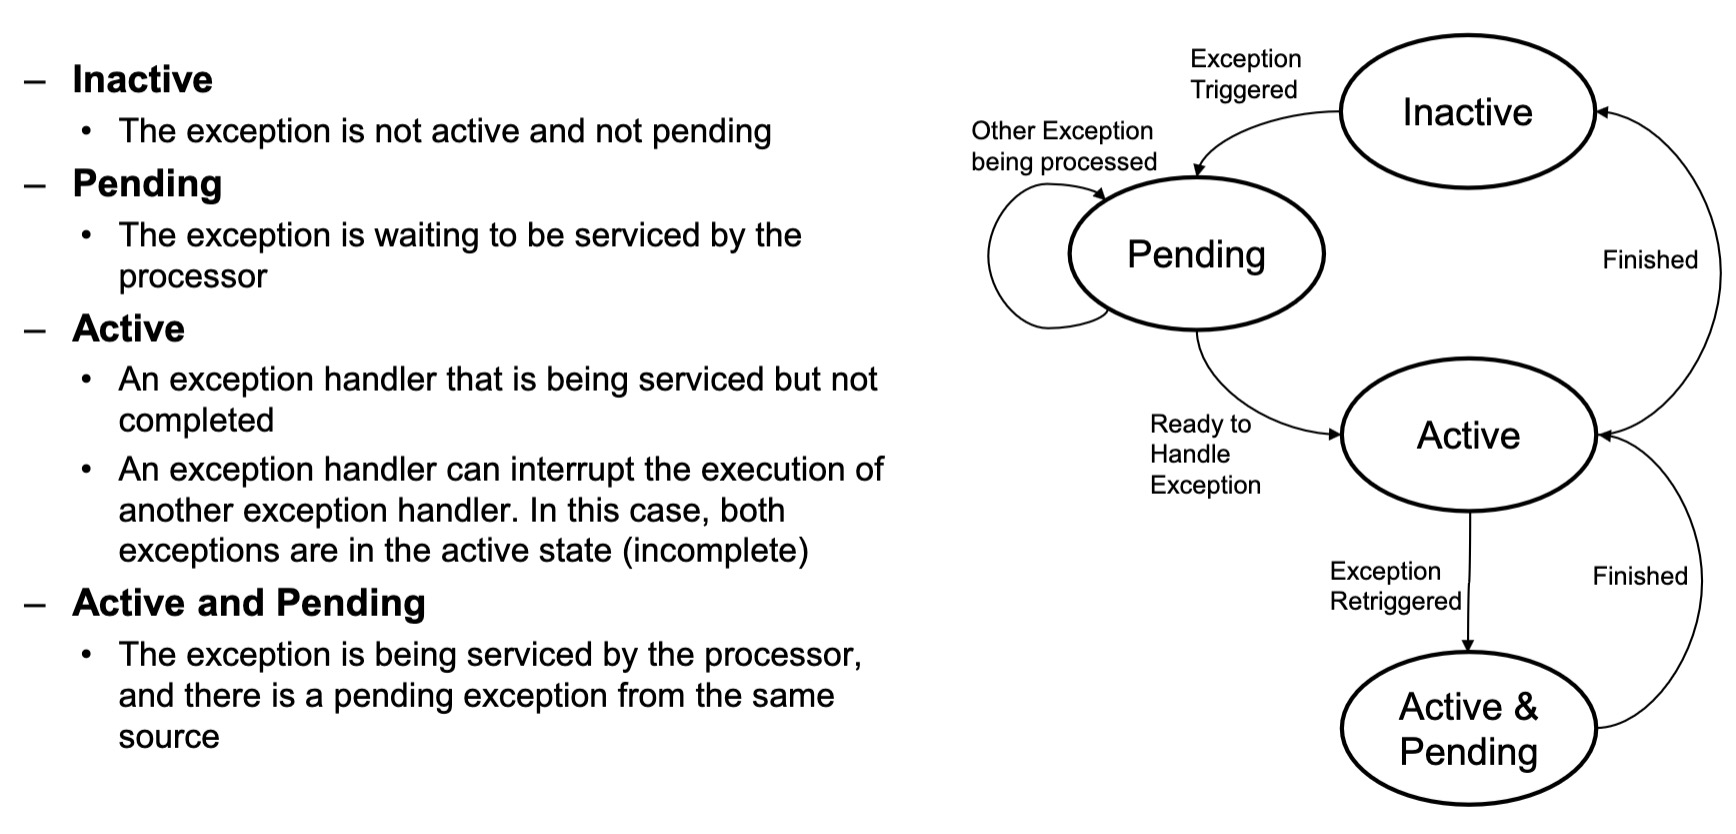 – Inactive
• The exception is not active and not pending
– Pending
• The exception is waiting to be serviced by the
processor
– Active
• An exception handler that is being serviced but not
completed
• An exception handler can interrupt the execution of
another exception handler. In this case, both
exceptions are in the active state (incomplete)
– Active and Pending
• The exception is being serviced by the processor,
and there is a pending exception from the same
source
Exception
Triggered
Inactive
Other Exception
being processed
Pending
Finished
Ready to
Handle
Exception
Active
Exception
Retriggered
Finished
Active &
Pending